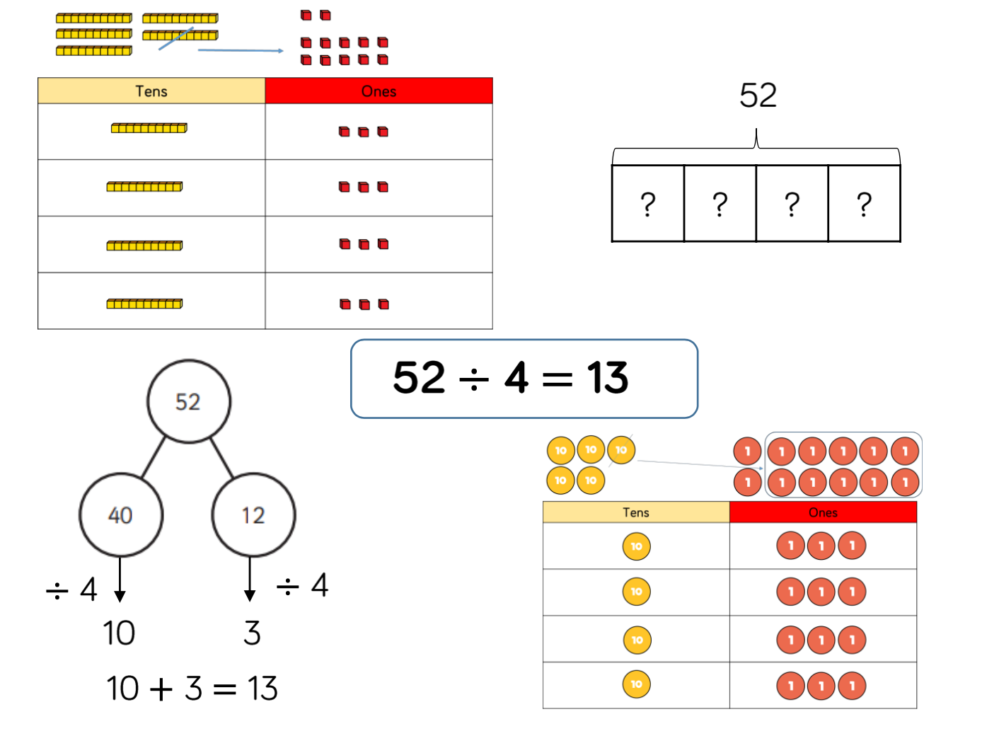 Tens Ones
52
? ? ? ?
52 ÷ 4 = 13
52
40 12
÷ 4 ÷ 4
10 3
10 + 3 = 13
10 10 10 1 1 1 1 1 1
10 10 1 1 1 1 1 1
Tens Ones
10 1 1 1
10 1 1 1
10 1 1 1
10 1 1 1